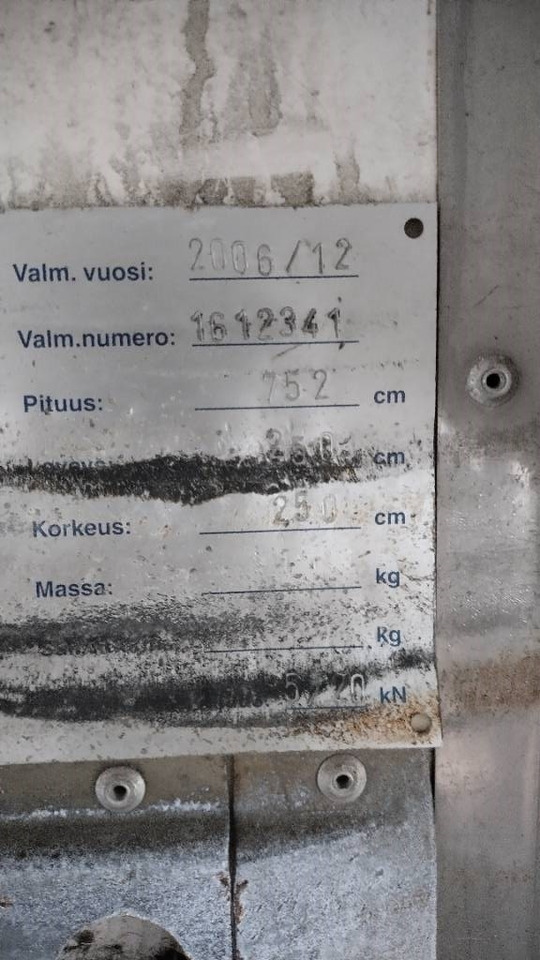 Valm. vuosi: 2006/12
Valm.numero: 1612341
Pituus: 752 cm
cm
Korkeus: 250 cm
Massa: kg
kg
kN